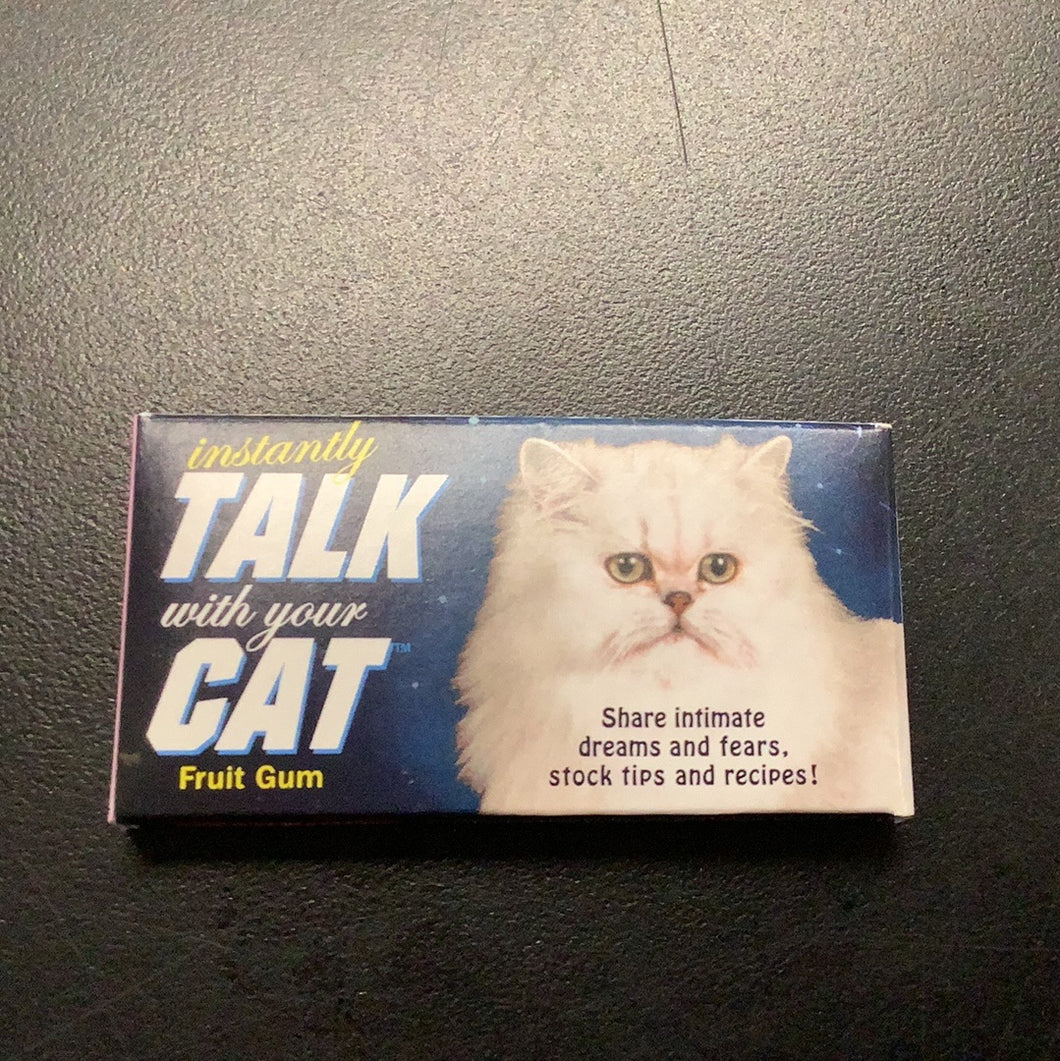 instantly
TALK
with your
CAT™
Fruit Gum
Share intimate
dreams and fears,
stock tips and recipes!